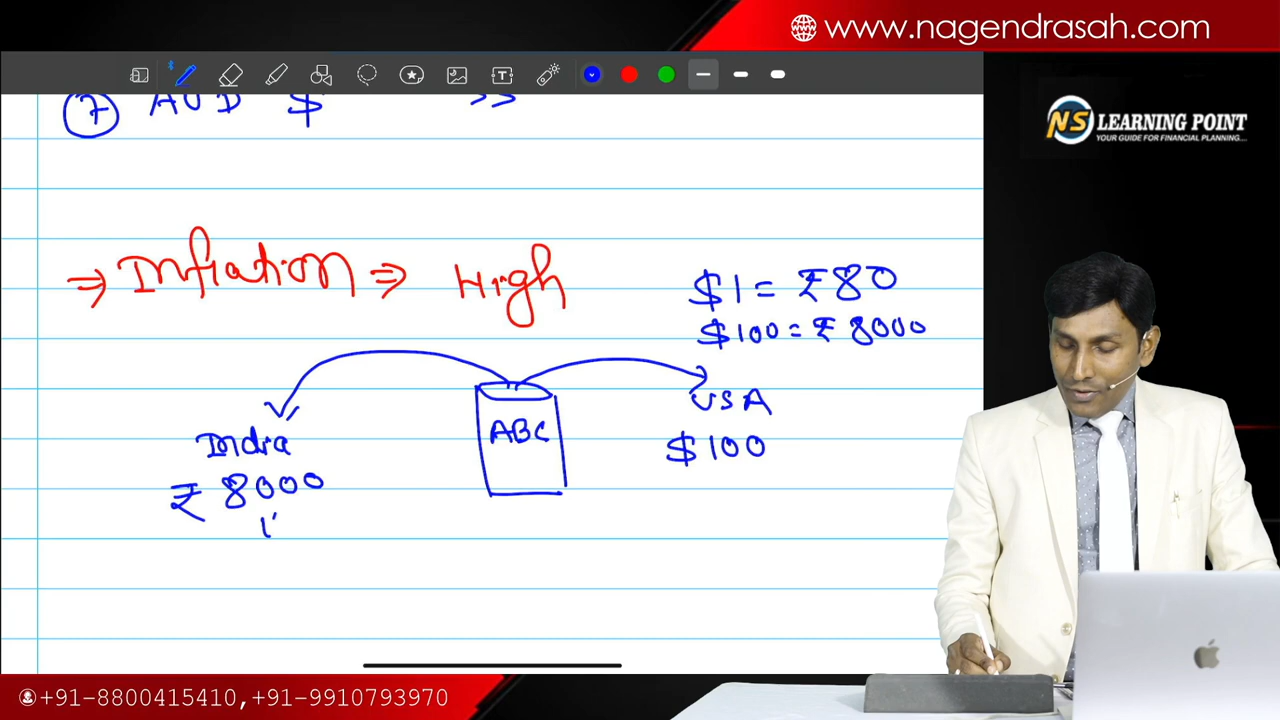 www.nagendrasah.com
NS LEARNING POINT
YOUR GUIDE FOR FINANCIAL PLANNING....
7 AUD $
⇒ Inflation ⇒ High
$1 = ₹80
$100 = ₹8000
ABC
USA
$100
India
₹8000
+91-8800415410,+91-9910793970